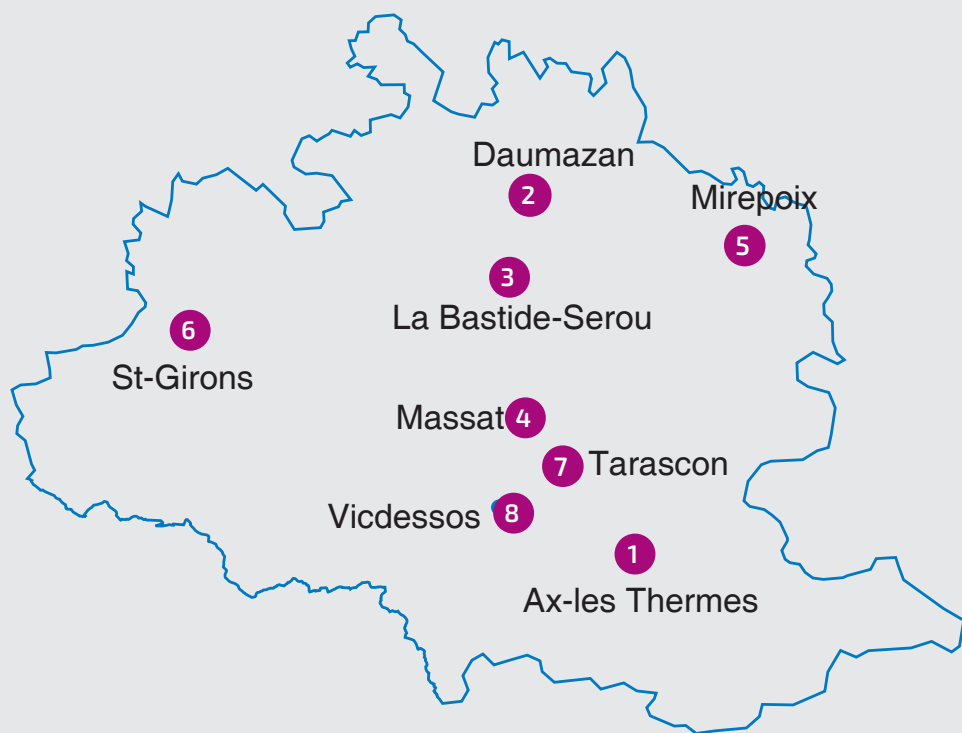 Daumazan
2
Mirepoix
5
3
La Bastide-Serou
6
St-Girons
Massat 4
7 Tarascon
Vicdessos 8
1
Ax-les Thermes